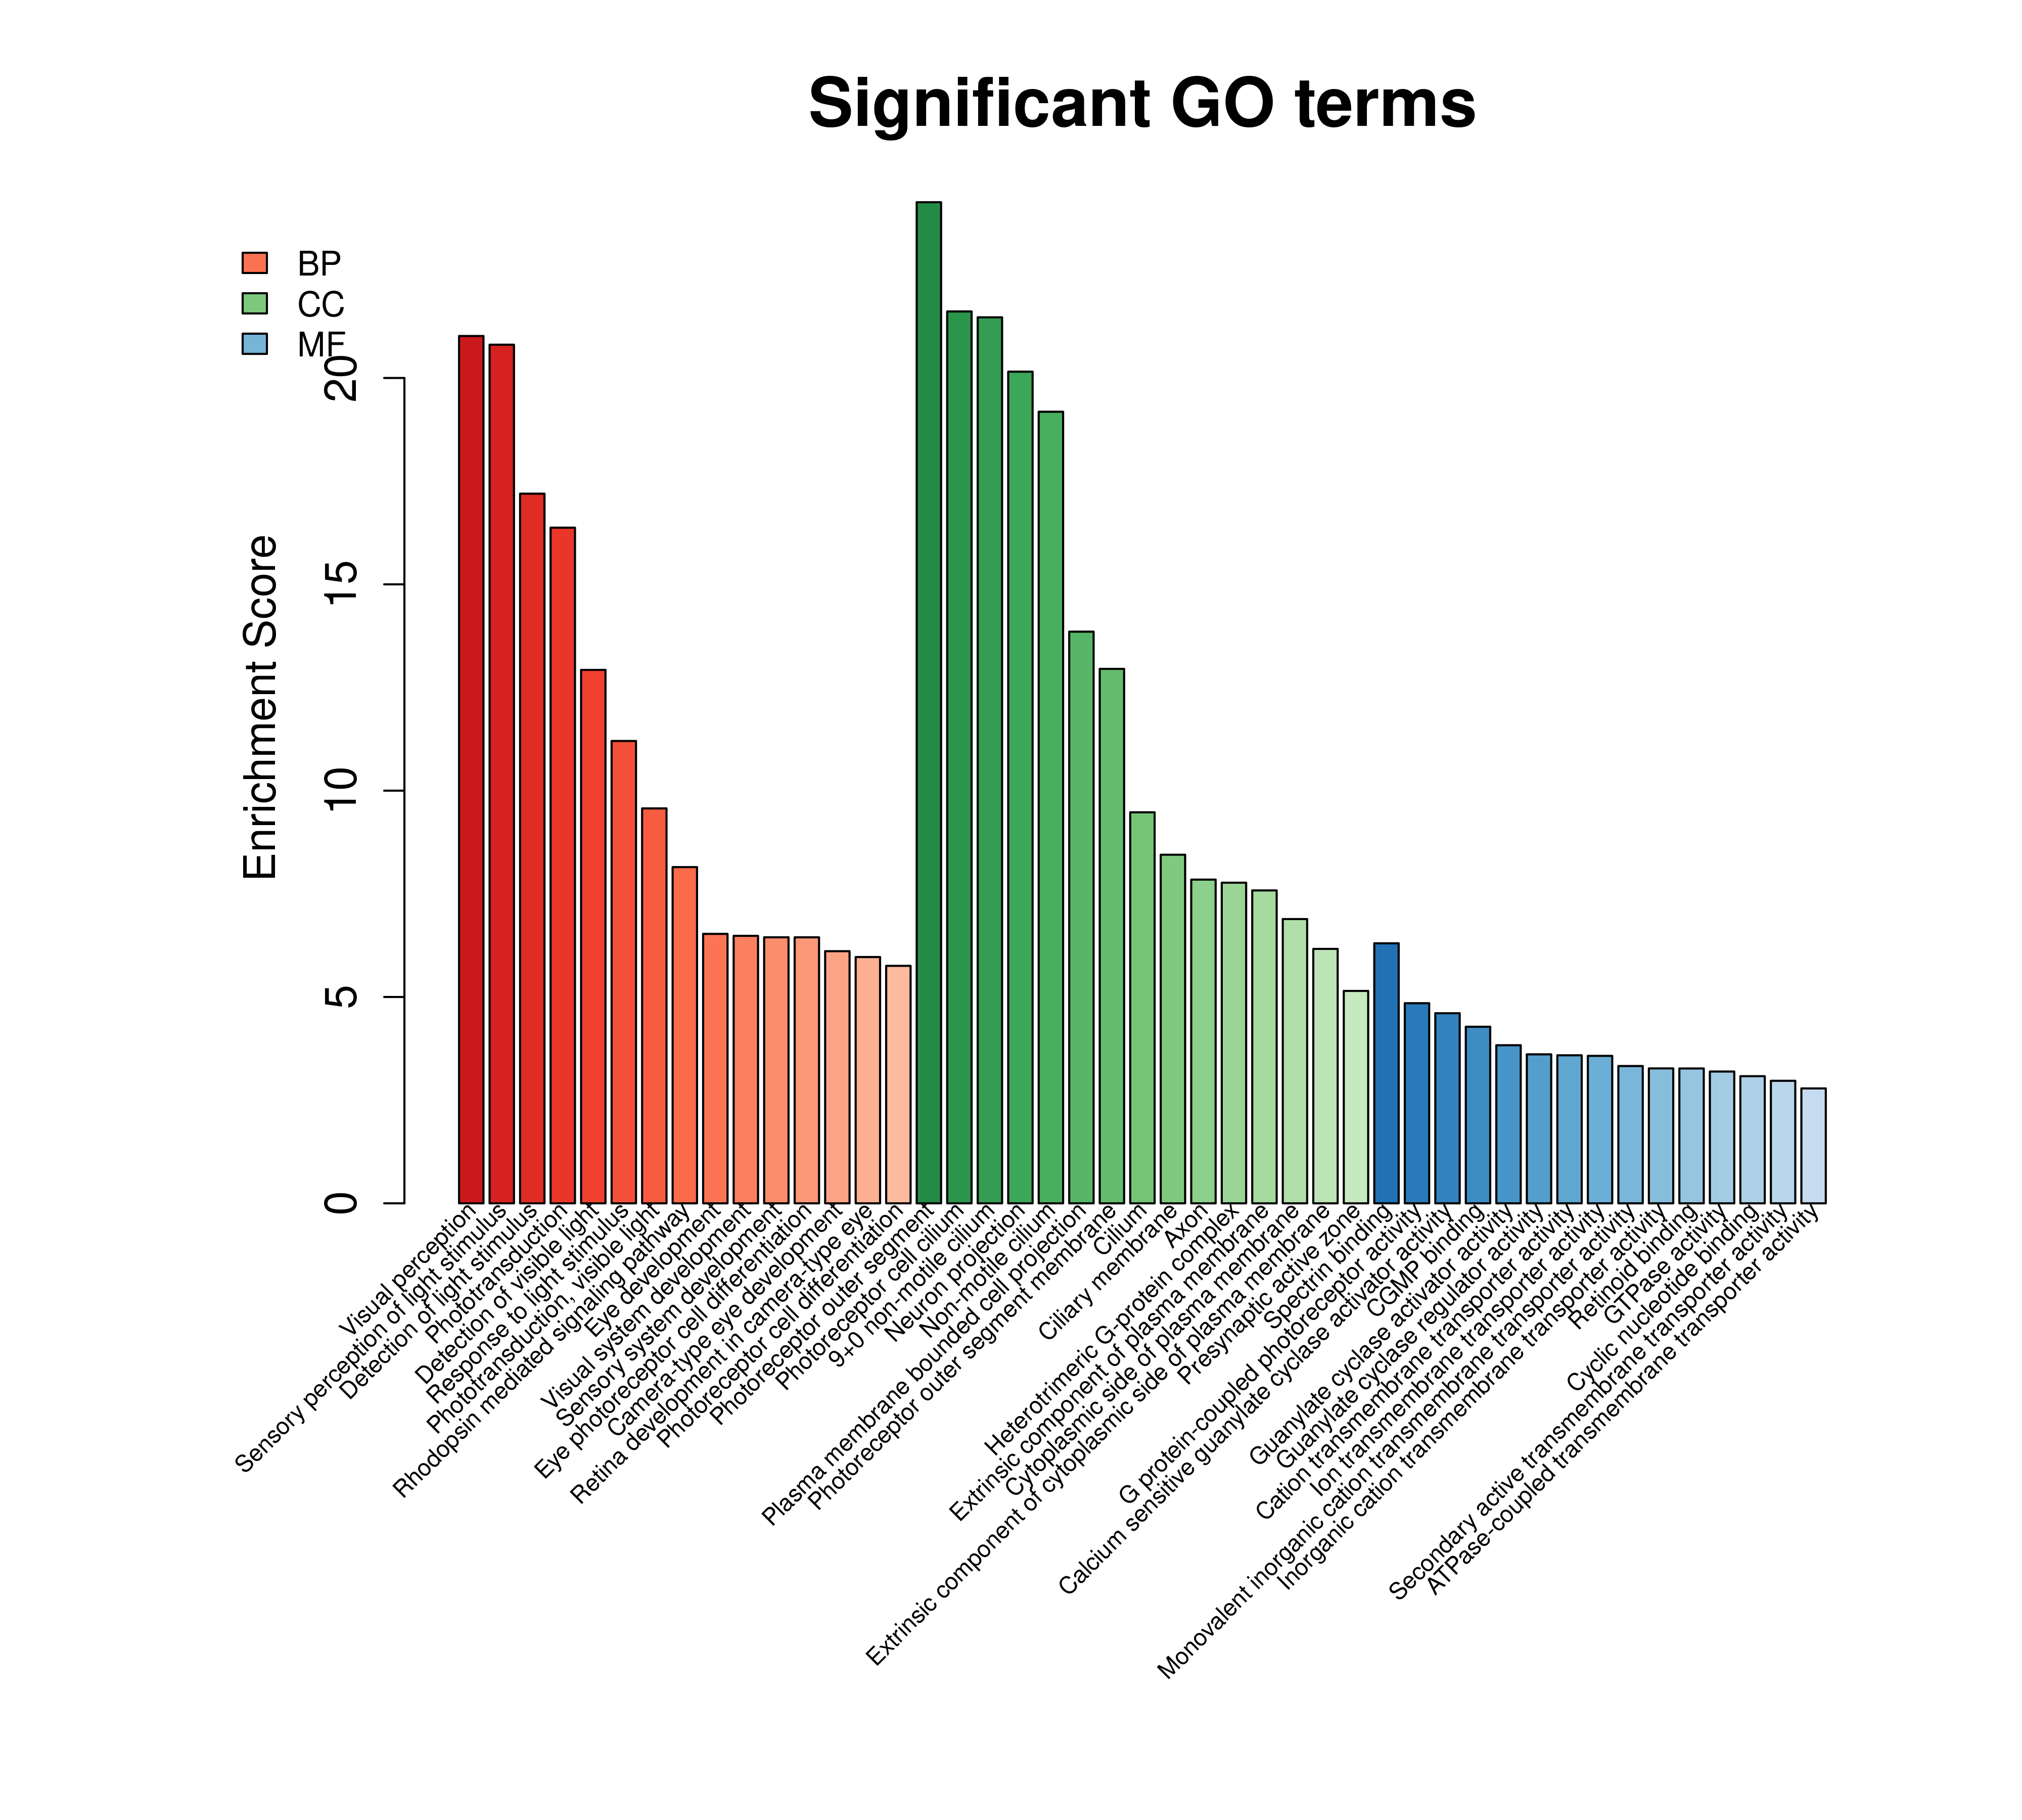 Significant GO terms
BP
CC
MF
Enrichment Score
20
15
10
5
0
Visual perception
Sensory perception of light stimulus
Detection of light stimulus
Phototransduction
Detection of visible light
Response to light stimulus
Phototransduction, visible light
Rhodopsin mediated signaling pathway
Eye development
Visual system development
Sensory system development
Eye photoreceptor cell differentiation
Camera-type eye development
Retina development in camera-type eye
Photoreceptor cell differentiation
Photoreceptor outer segment
Photoreceptor cell cilium
9+0 non-motile cilium
Neuron projection
Non-motile cilium
Plasma membrane bounded cell projection
Photoreceptor outer segment membrane
Cilium
Ciliary membrane
Axon
Heterotrimeric G-protein complex
Extrinsic component of plasma membrane
Cytoplasmic side of plasma membrane
Extrinsic component of cytoplasmic side of plasma membrane
Presynaptic active zone
Spectrin binding
G protein-coupled photoreceptor activity
Calcium sensitive guanylate cyclase activator activity
CGMP binding
Guanylate cyclase activator activity
Guanylate cyclase regulator activity
Cation transmembrane transporter activity
Ion transmembrane transporter activity
Monovalent inorganic cation transmembrane transporter activity
Inorganic cation transmembrane transporter activity
Retinoid binding
GTPase activity
Cyclic nucleotide binding
Secondary active transmembrane transporter activity
ATPase-coupled transmembrane transporter activity